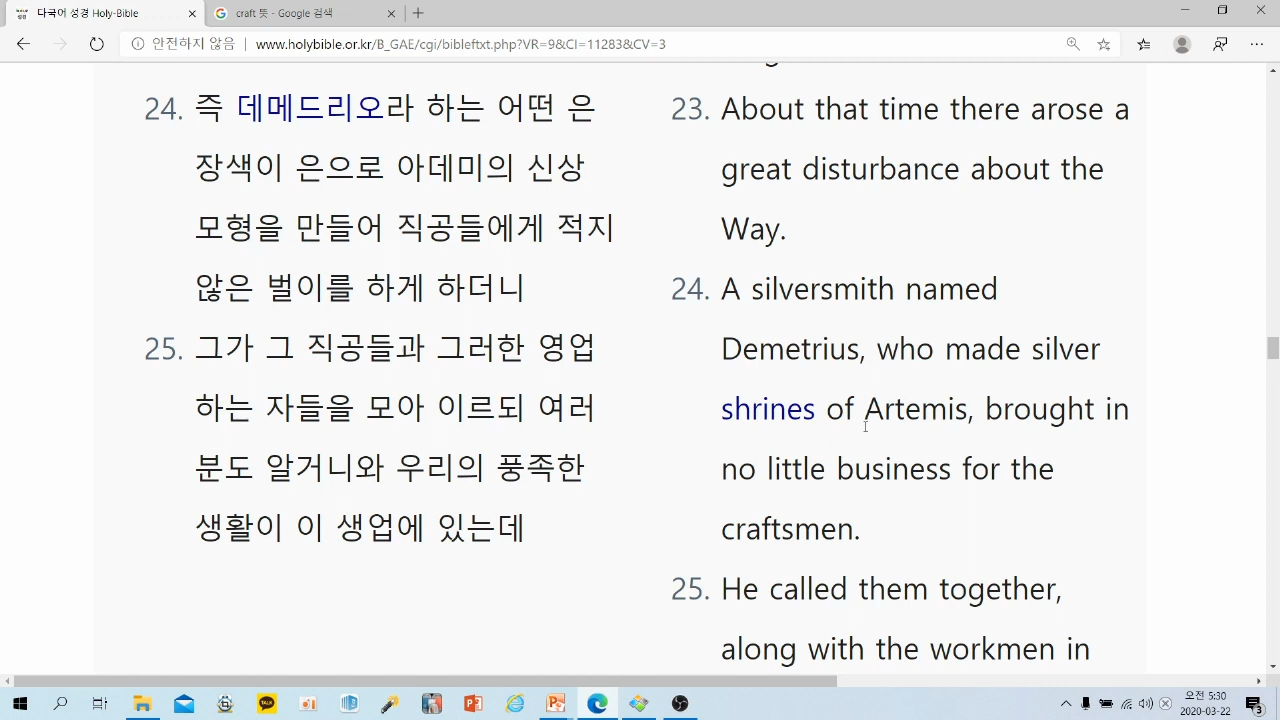 다국어 성경 Holy-Bible
craft 뜻 - Google 검색
안전하지 않음
www.holybible.or.kr/B_GAE/cgi/bibleftxt.php?VR=9&CI=11283&CV=3
24. 즉 데메드리오라 하는 어떤 은
장색이 은으로 아데미의 신상
모형을 만들어 직공들에게 적지
않은 벌이를 하게 하더니
25. 그가 그 직공들과 그러한 영업
하는 자들을 모아 이르되 여러
분도 알거니와 우리의 풍족한
생활이 이 생업에 있는데
23. About that time there arose a
great disturbance about the
Way.
24. A silversmith named
Demetrius, who made silver
shrines of Artemis, brought in
no little business for the
craftsmen.
25. He called them together,
along with the workmen in
TALK
오전 5:30
2020-03-22
3